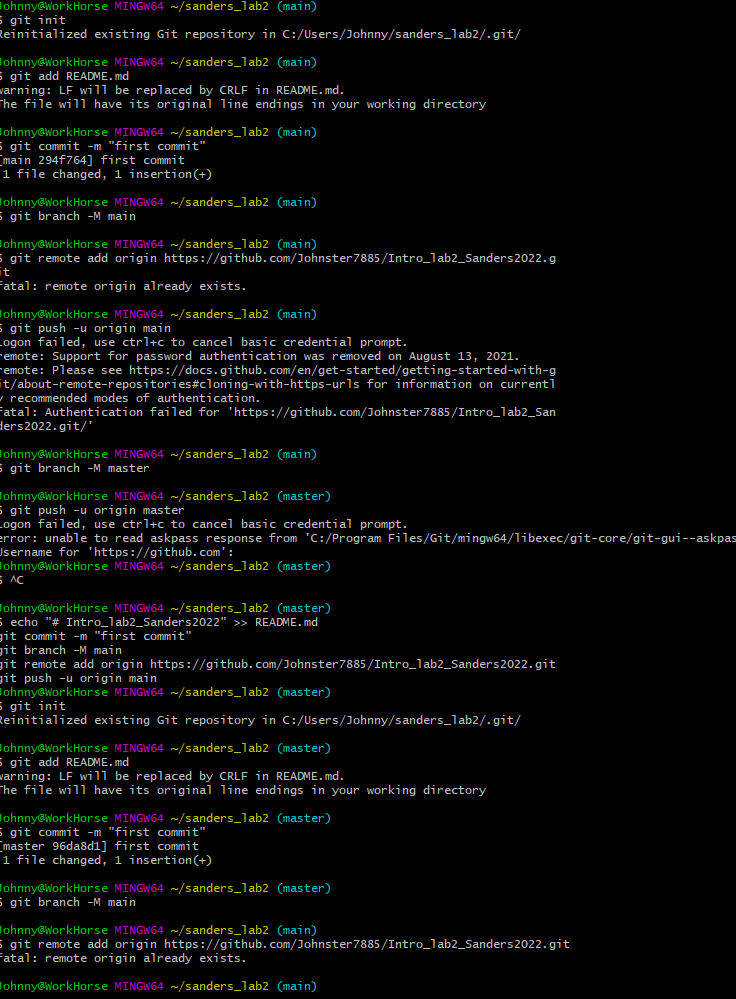 Johnny@WorkHorse MINGW64 ~/sanders_lab2 (main)
$ git init
Reinitialized existing Git repository in C:/Users/Johnny/sanders_lab2/.git/

Johnny@WorkHorse MINGW64 ~/sanders_lab2 (main)
$ git add README.md
warning: LF will be replaced by CRLF in README.md.
The file will have its original line endings in your working directory

Johnny@WorkHorse MINGW64 ~/sanders_lab2 (main)
$ git commit -m "first commit"
[main 294f764] first commit
 1 file changed, 1 insertion(+)

Johnny@WorkHorse MINGW64 ~/sanders_lab2 (main)
$ git branch -M main

Johnny@WorkHorse MINGW64 ~/sanders_lab2 (main)
$ git remote add origin https://github.com/Johnster7885/Intro_lab2_Sanders2022.g
it
fatal: remote origin already exists.

Johnny@WorkHorse MINGW64 ~/sanders_lab2 (main)
$ git push -u origin main
Logon failed, use ctrl+c to cancel basic credential prompt.
remote: Support for password authentication was removed on August 13, 2021.
remote: Please see https://docs.github.com/en/get-started/getting-started-with-g
it/about-remote-repositories#cloning-with-https-urls for information on currentl
y recommended modes of authentication.
fatal: Authentication failed for 'https://github.com/Johnster7885/Intro_lab2_San
ders2022.git/'

Johnny@WorkHorse MINGW64 ~/sanders_lab2 (main)
$ git branch -M master

Johnny@WorkHorse MINGW64 ~/sanders_lab2 (master)
$ git push -u origin master
Logon failed, use ctrl+c to cancel basic credential prompt.
error: unable to read askpass response from 'C:/Program Files/Git/mingw64/libexec/git-core/git-gui--askpas
Username for 'https://github.com':
Johnny@WorkHorse MINGW64 ~/sanders_lab2 (master)
$ ^C

Johnny@WorkHorse MINGW64 ~/sanders_lab2 (master)
$ echo "# Intro_lab2_Sanders2022" >> README.md
git commit -m "first commit"
git branch -M main
git remote add origin https://github.com/Johnster7885/Intro_lab2_Sanders2022.git
git push -u origin main
Johnny@WorkHorse MINGW64 ~/sanders_lab2 (master)
$ git init
Reinitialized existing Git repository in C:/Users/Johnny/sanders_lab2/.git/

Johnny@WorkHorse MINGW64 ~/sanders_lab2 (master)
$ git add README.md
warning: LF will be replaced by CRLF in README.md.
The file will have its original line endings in your working directory

Johnny@WorkHorse MINGW64 ~/sanders_lab2 (master)
$ git commit -m "first commit"
[master 96da8d1] first commit
 1 file changed, 1 insertion(+)

Johnny@WorkHorse MINGW64 ~/sanders_lab2 (master)
$ git branch -M main

Johnny@WorkHorse MINGW64 ~/sanders_lab2 (main)
$ git remote add origin https://github.com/Johnster7885/Intro_lab2_Sanders2022.git
fatal: remote origin already exists.

Johnny@WorkHorse MINGW64 ~/sanders_lab2 (main)